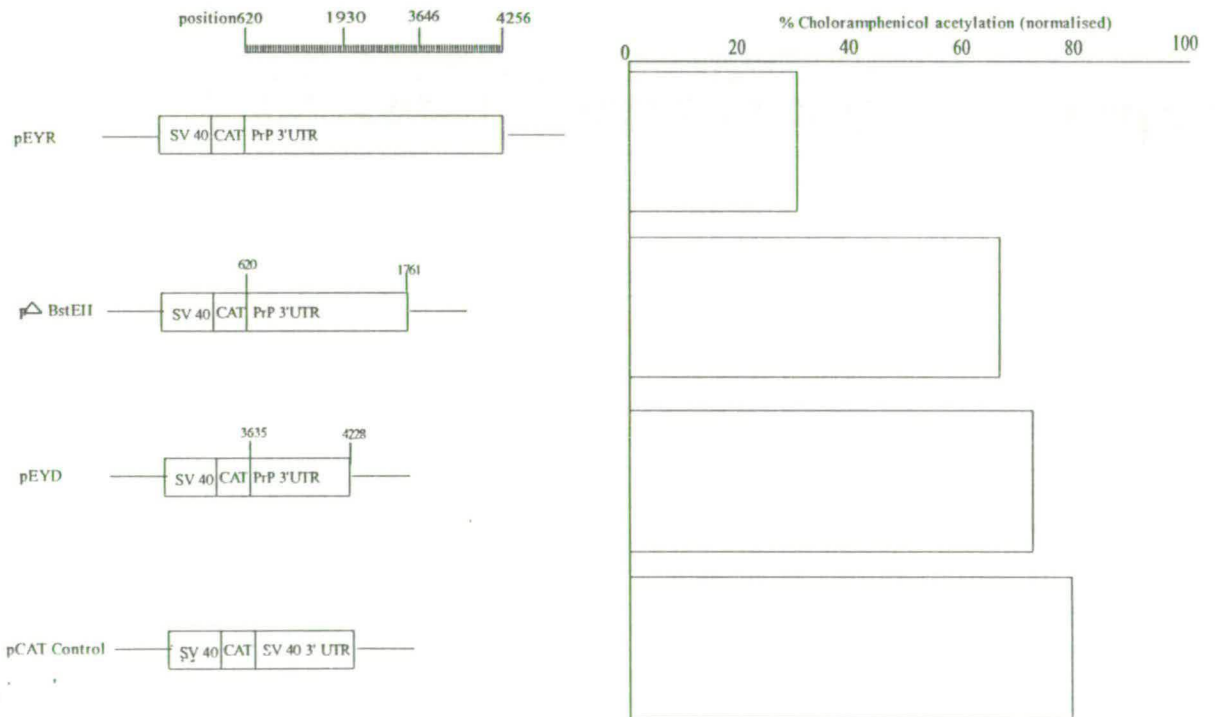 position620 1930 3646 4256
% Choloramphenicol acetylation (normalised)
0 20 40 60 80 100
pEYR
SV 40 CAT PrP 3'UTR
620 1761
p△ BstEII
SV 40 CAT PrP 3'UTR
3635 4228
pEYD
SV 40 CAT PrP 3'UTR
pCAT Control
SV 40 CAT SV 40 3' UTR